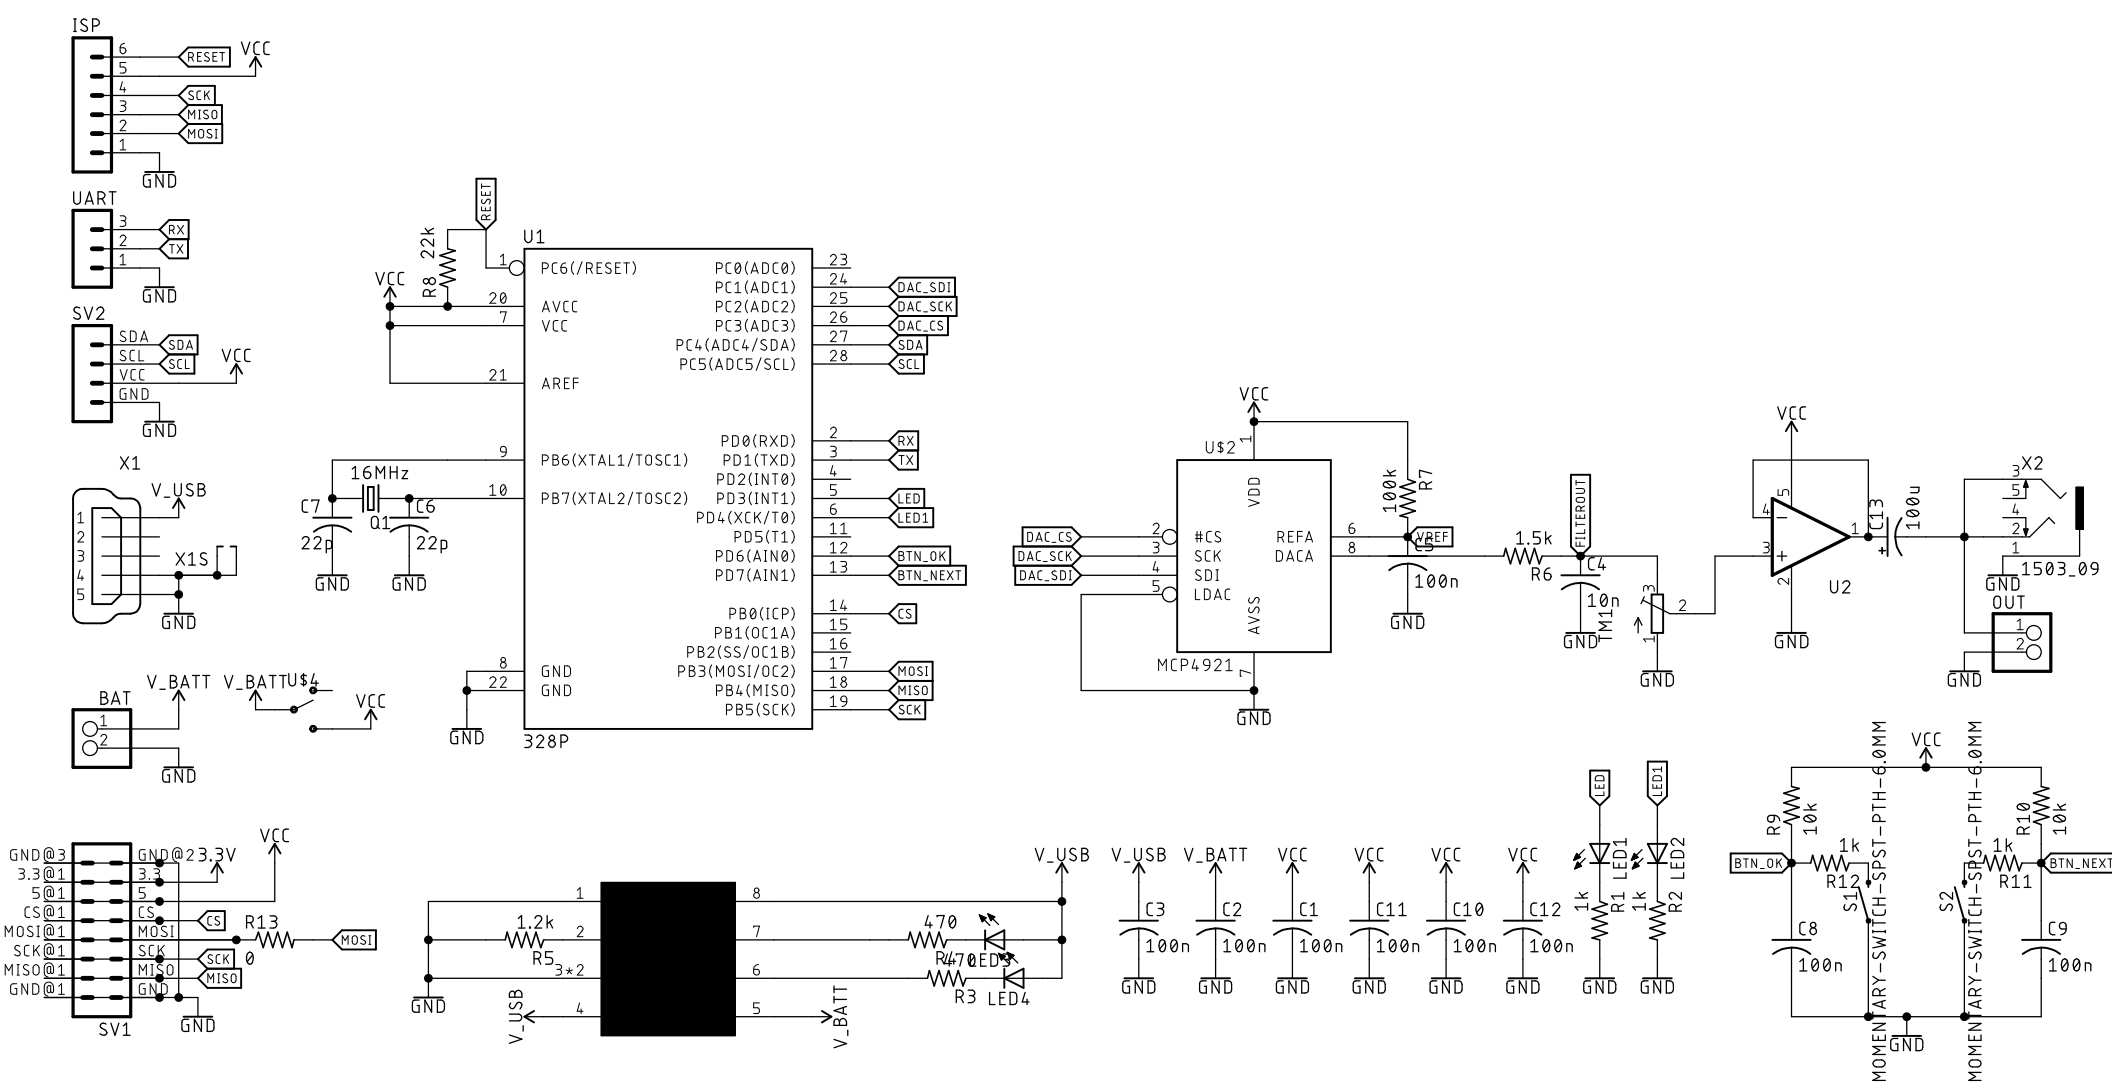 ISP
6
RESET
VCC
5
4
SCK
3
MISO
2
MOSI
1
GND
UART
3
RX
2
TX
1
GND
SV2
SDA
SDA
SCL
SCL
VCC
VCC
GND
GND
X1
V_USB
1
2
3
4
5
X1S
GND
BAT
V_BATT
1
2
GND
V_BATT
U$4
VCC
SV1
GND@3
GND@2
3.3V
VCC
3.3@1
3.3
5@1
5
CS@1
CS
CS
MOSI@1
MOSI
R13
0
MOSI
SCK@1
SCK
SCK
MISO@1
MISO
MISO
GND@1
GND
GND
U1
RESET
R8
22k
VCC
1
PC6(/RESET)
20
AVCC
7
VCC
21
AREF
9
PB6(XTAL1/TOSC1)
10
PB7(XTAL2/TOSC2)
16MHz
Q1
C7
22p
GND
C6
22p
GND
8
GND
22
GND
GND
328P
PC0(ADC0)
23
PC1(ADC1)
24
DAC_SDI
PC2(ADC2)
25
DAC_SCK
PC3(ADC3)
26
DAC_CS
PC4(ADC4/SDA)
27
SDA
PC5(ADC5/SCL)
28
SCL
PD0(RXD)
2
RX
PD1(TXD)
3
TX
PD2(INT0)
4
PD3(INT1)
5
LED
PD4(XCK/T0)
6
LED1
PD5(T1)
11
PD6(AIN0)
12
BTN_OK
PD7(AIN1)
13
BTN_NEXT
PB0(ICP)
14
CS
PB1(OC1A)
15
PB2(SS/OC1B)
16
PB3(MOSI/OC2)
17
MOSI
PB4(MISO)
18
MISO
PB5(SCK)
19
SCK
VCC
U$2
1
VDD
DAC_CS
2
#CS
DAC_SCK
3
SCK
DAC_SDI
4
SDI
5
LDAC
REFA
6
DACA
8
AVSS
7
MCP4921
GND
100k
R7
VREF
C5
100n
GND
1.5k
R6
FILTEROUT
C4
10n
GND
TM1
3
2
1
GND
VCC
5
4
3
2
1
U2
GND
C13
100u
X2
3
5
4
2
1
GND
1503_09
OUT
1
2
GND
1
1.2k
R5
2
3*2
GND
V_USB
4
8
7
6
5
V_BATT
470
R4
LED3
470
R3
LED4
V_USB
V_USB
C3
100n
GND
V_BATT
C2
100n
GND
VCC
C1
100n
GND
VCC
C11
100n
GND
VCC
C10
100n
GND
VCC
C12
100n
GND
LED
LED1
1k
R1
GND
LED1
LED2
1k
R2
GND
VCC
R9
10k
BTN_OK
1k
R12
S1
MOMENTARY-SWITCH-SPST-PTH-6.0MM
C8
100n
R10
10k
BTN_NEXT
1k
R11
S2
MOMENTARY-SWITCH-SPST-PTH-6.0MM
C9
100n
GND